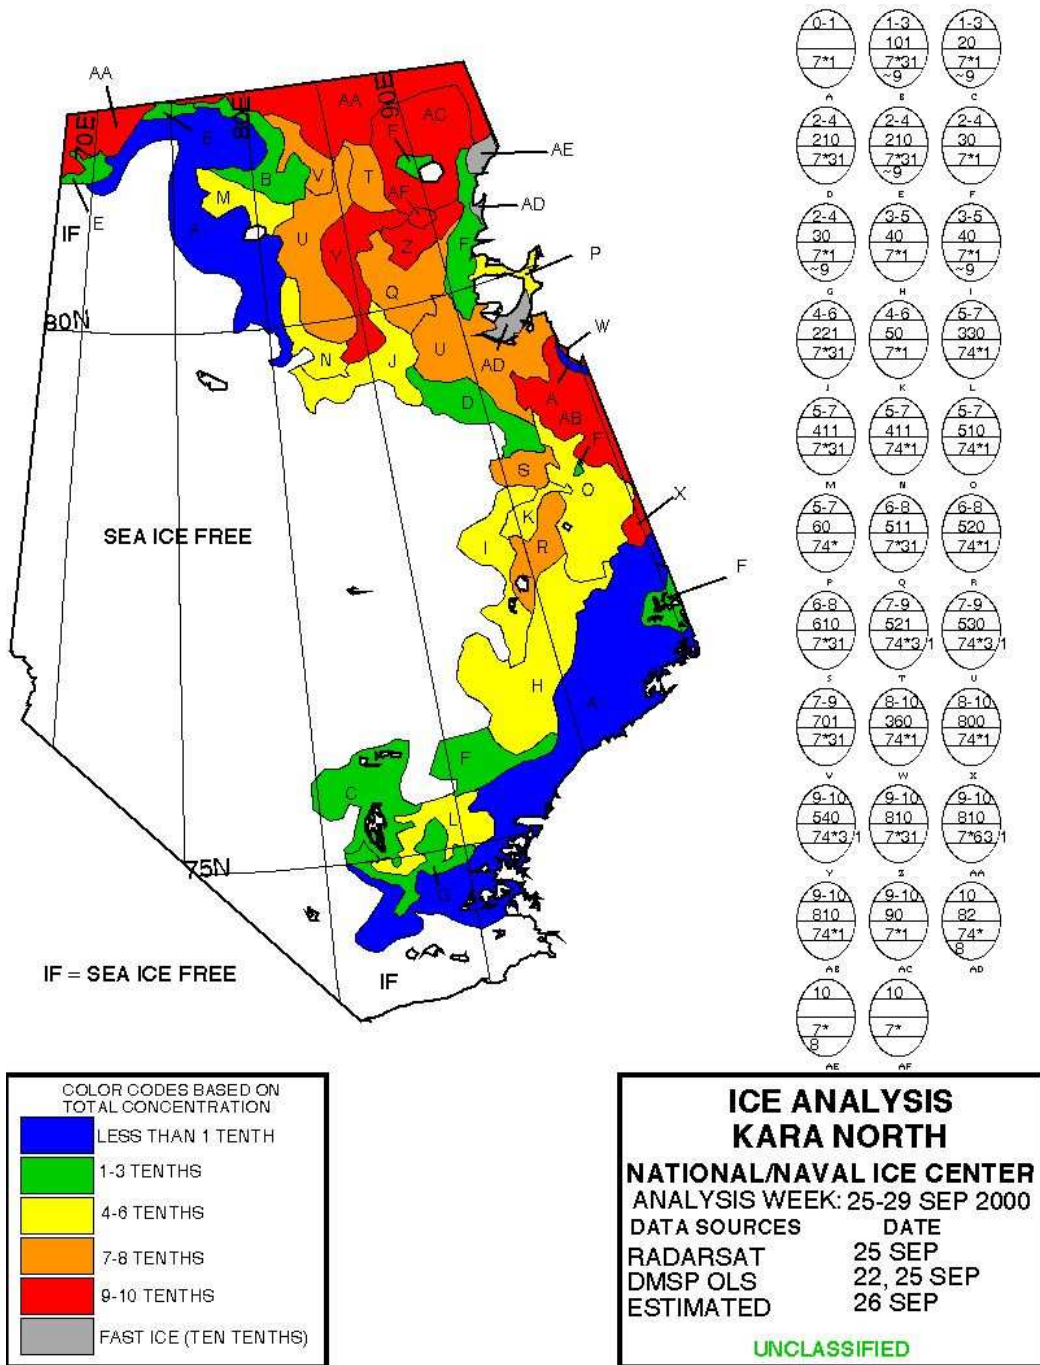 AA
70E
80E
AA
90E
AC
F
AE
B
B
V
T
AF
M
AD
E
IF
A
U
Y
Z
F
P
Q
80N
W
N
J
U
AD
D
A
AB
F
S
O
X
K
SEA ICE FREE
I
R
F
H
A
F
C
L
75N
G
IF = SEA ICE FREE
IF
0-1
7*1
A
1-3
101
7*31
~9
B
1-3
20
7*1
~9
C
2-4
210
7*31
D
2-4
210
7*31
~9
E
2-4
30
7*1
F
2-4
30
7*1
~9
G
3-5
40
7*1
H
3-5
40
7*1
~9
I
4-6
221
7*31
J
4-6
50
7*1
K
5-7
330
74*1
L
5-7
411
7*31
M
5-7
411
74*1
N
5-7
510
74*1
O
5-7
60
74*
P
6-8
511
7*31
Q
6-8
520
74*1
R
6-8
610
7*31
S
7-9
521
74*3/1
T
7-9
530
74*3/1
U
7-9
701
7*31
V
8-10
360
74*1
W
8-10
800
74*1
X
9-10
540
74*3/1
Y
9-10
810
7*31
Z
9-10
810
7*63/1
AA
9-10
810
74*1
AB
9-10
90
7*1
AC
10
82
74*
8
AD
10
7*
8
AE
10
7*
AF
COLOR CODES BASED ON
TOTAL CONCENTRATION
LESS THAN 1 TENTH
1-3 TENTHS
4-6 TENTHS
7-8 TENTHS
9-10 TENTHS
FAST ICE (TEN TENTHS)
ICE ANALYSIS
KARA NORTH
NATIONAL/NAVAL ICE CENTER
ANALYSIS WEEK: 25-29 SEP 2000
DATA SOURCES DATE
RADARSAT 25 SEP
DMSP OLS 22, 25 SEP
ESTIMATED 26 SEP
UNCLASSIFIED